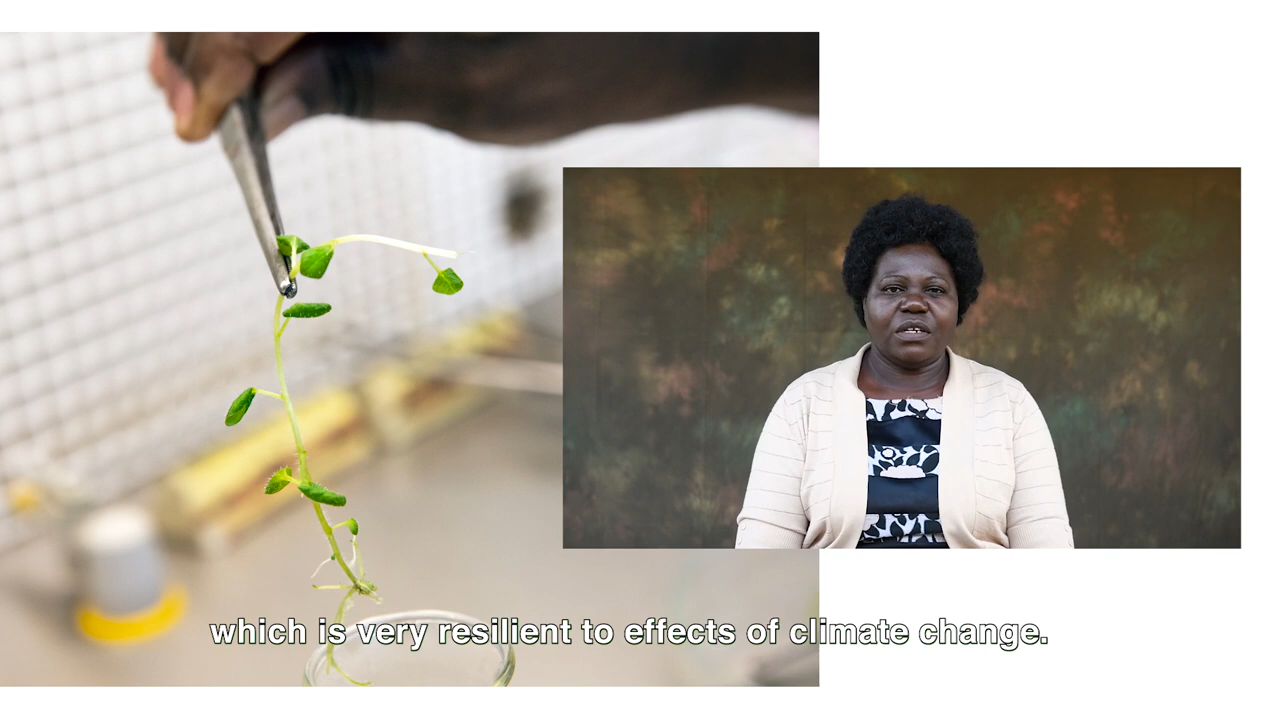 which is very resilient to effects of climate change.